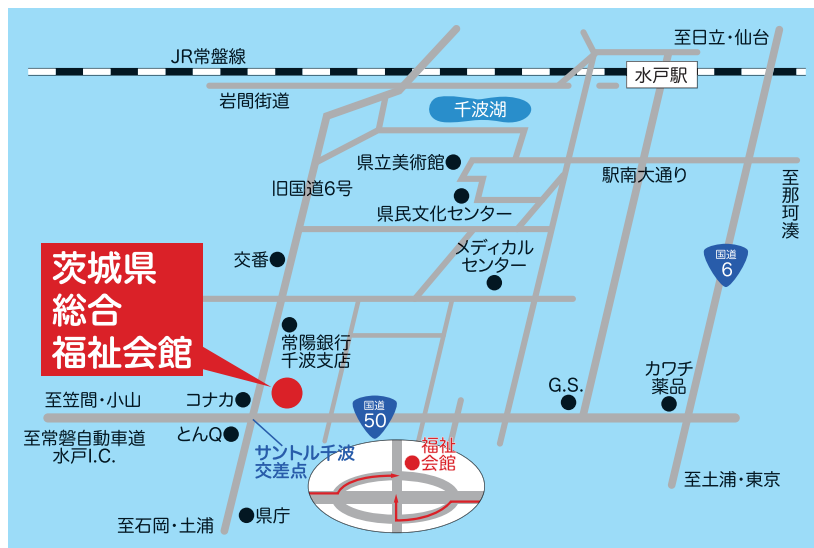 至日立・仙台
JR常盤線
水戸駅
岩間街道
千波湖
県立美術館
駅南大通り
至那珂湊
旧国道6号
県民文化センター
メディカル
センター
交番
国道
6
茨城県
総合
福祉会館
常陽銀行
千波支店
カワチ
薬品
G.S.
至笠間・小山
コナカ
国道
50
至常磐自動車道
水戸I.C.
とんQ
サントル千波
交差点
福祉
会館
至土浦・東京
県庁
至石岡・土浦